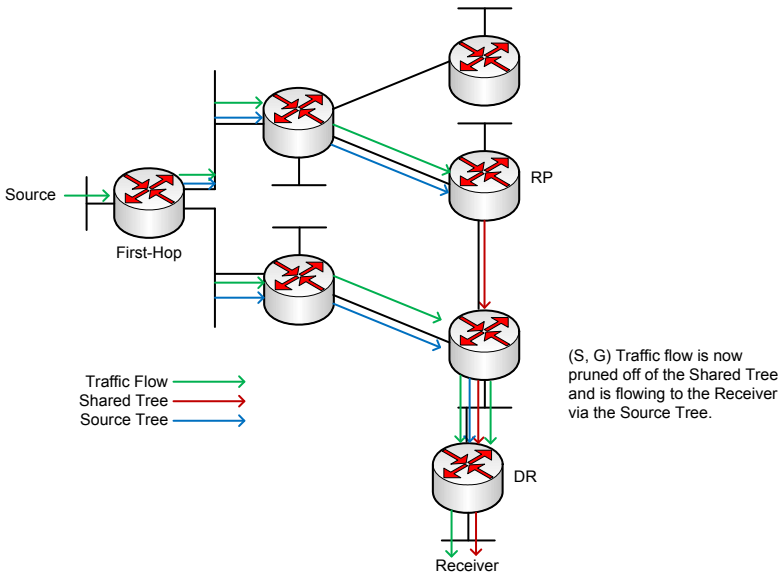 RP
Source
First-Hop
(S, G) Traffic flow is now
pruned off of the Shared Tree
and is flowing to the Receiver
via the Source Tree.
Traffic Flow
Shared Tree
Source Tree
DR
Receiver